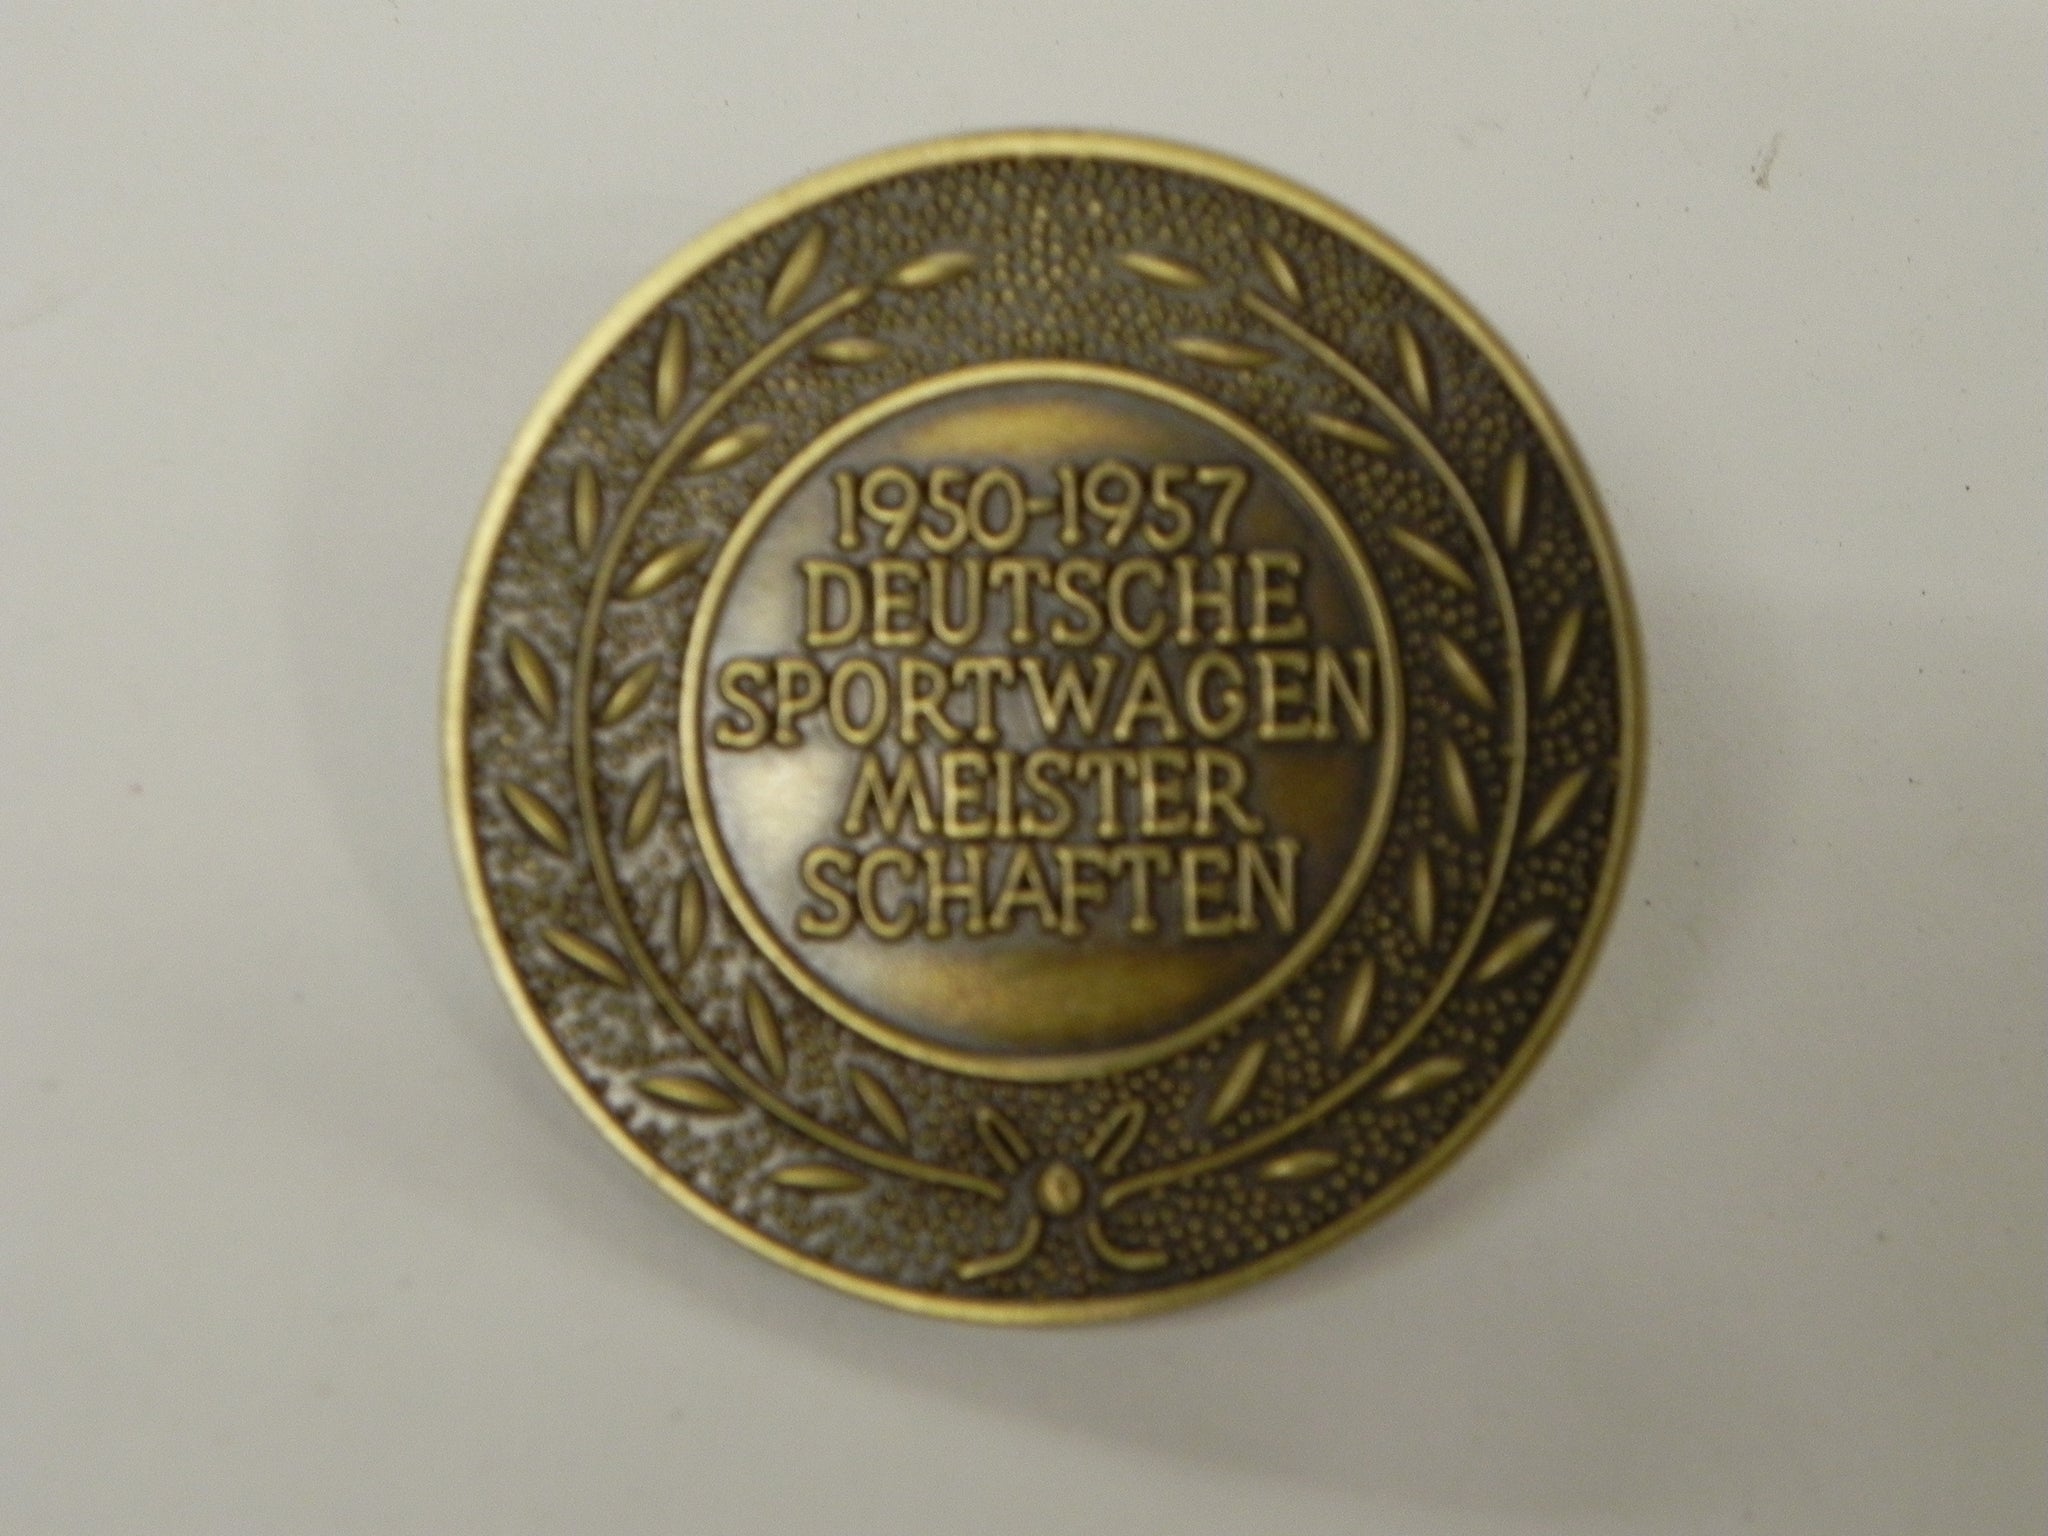 1950-1957
DEUTSCHE
SPORTWAGEN
MEISTER
SCHAFTEN